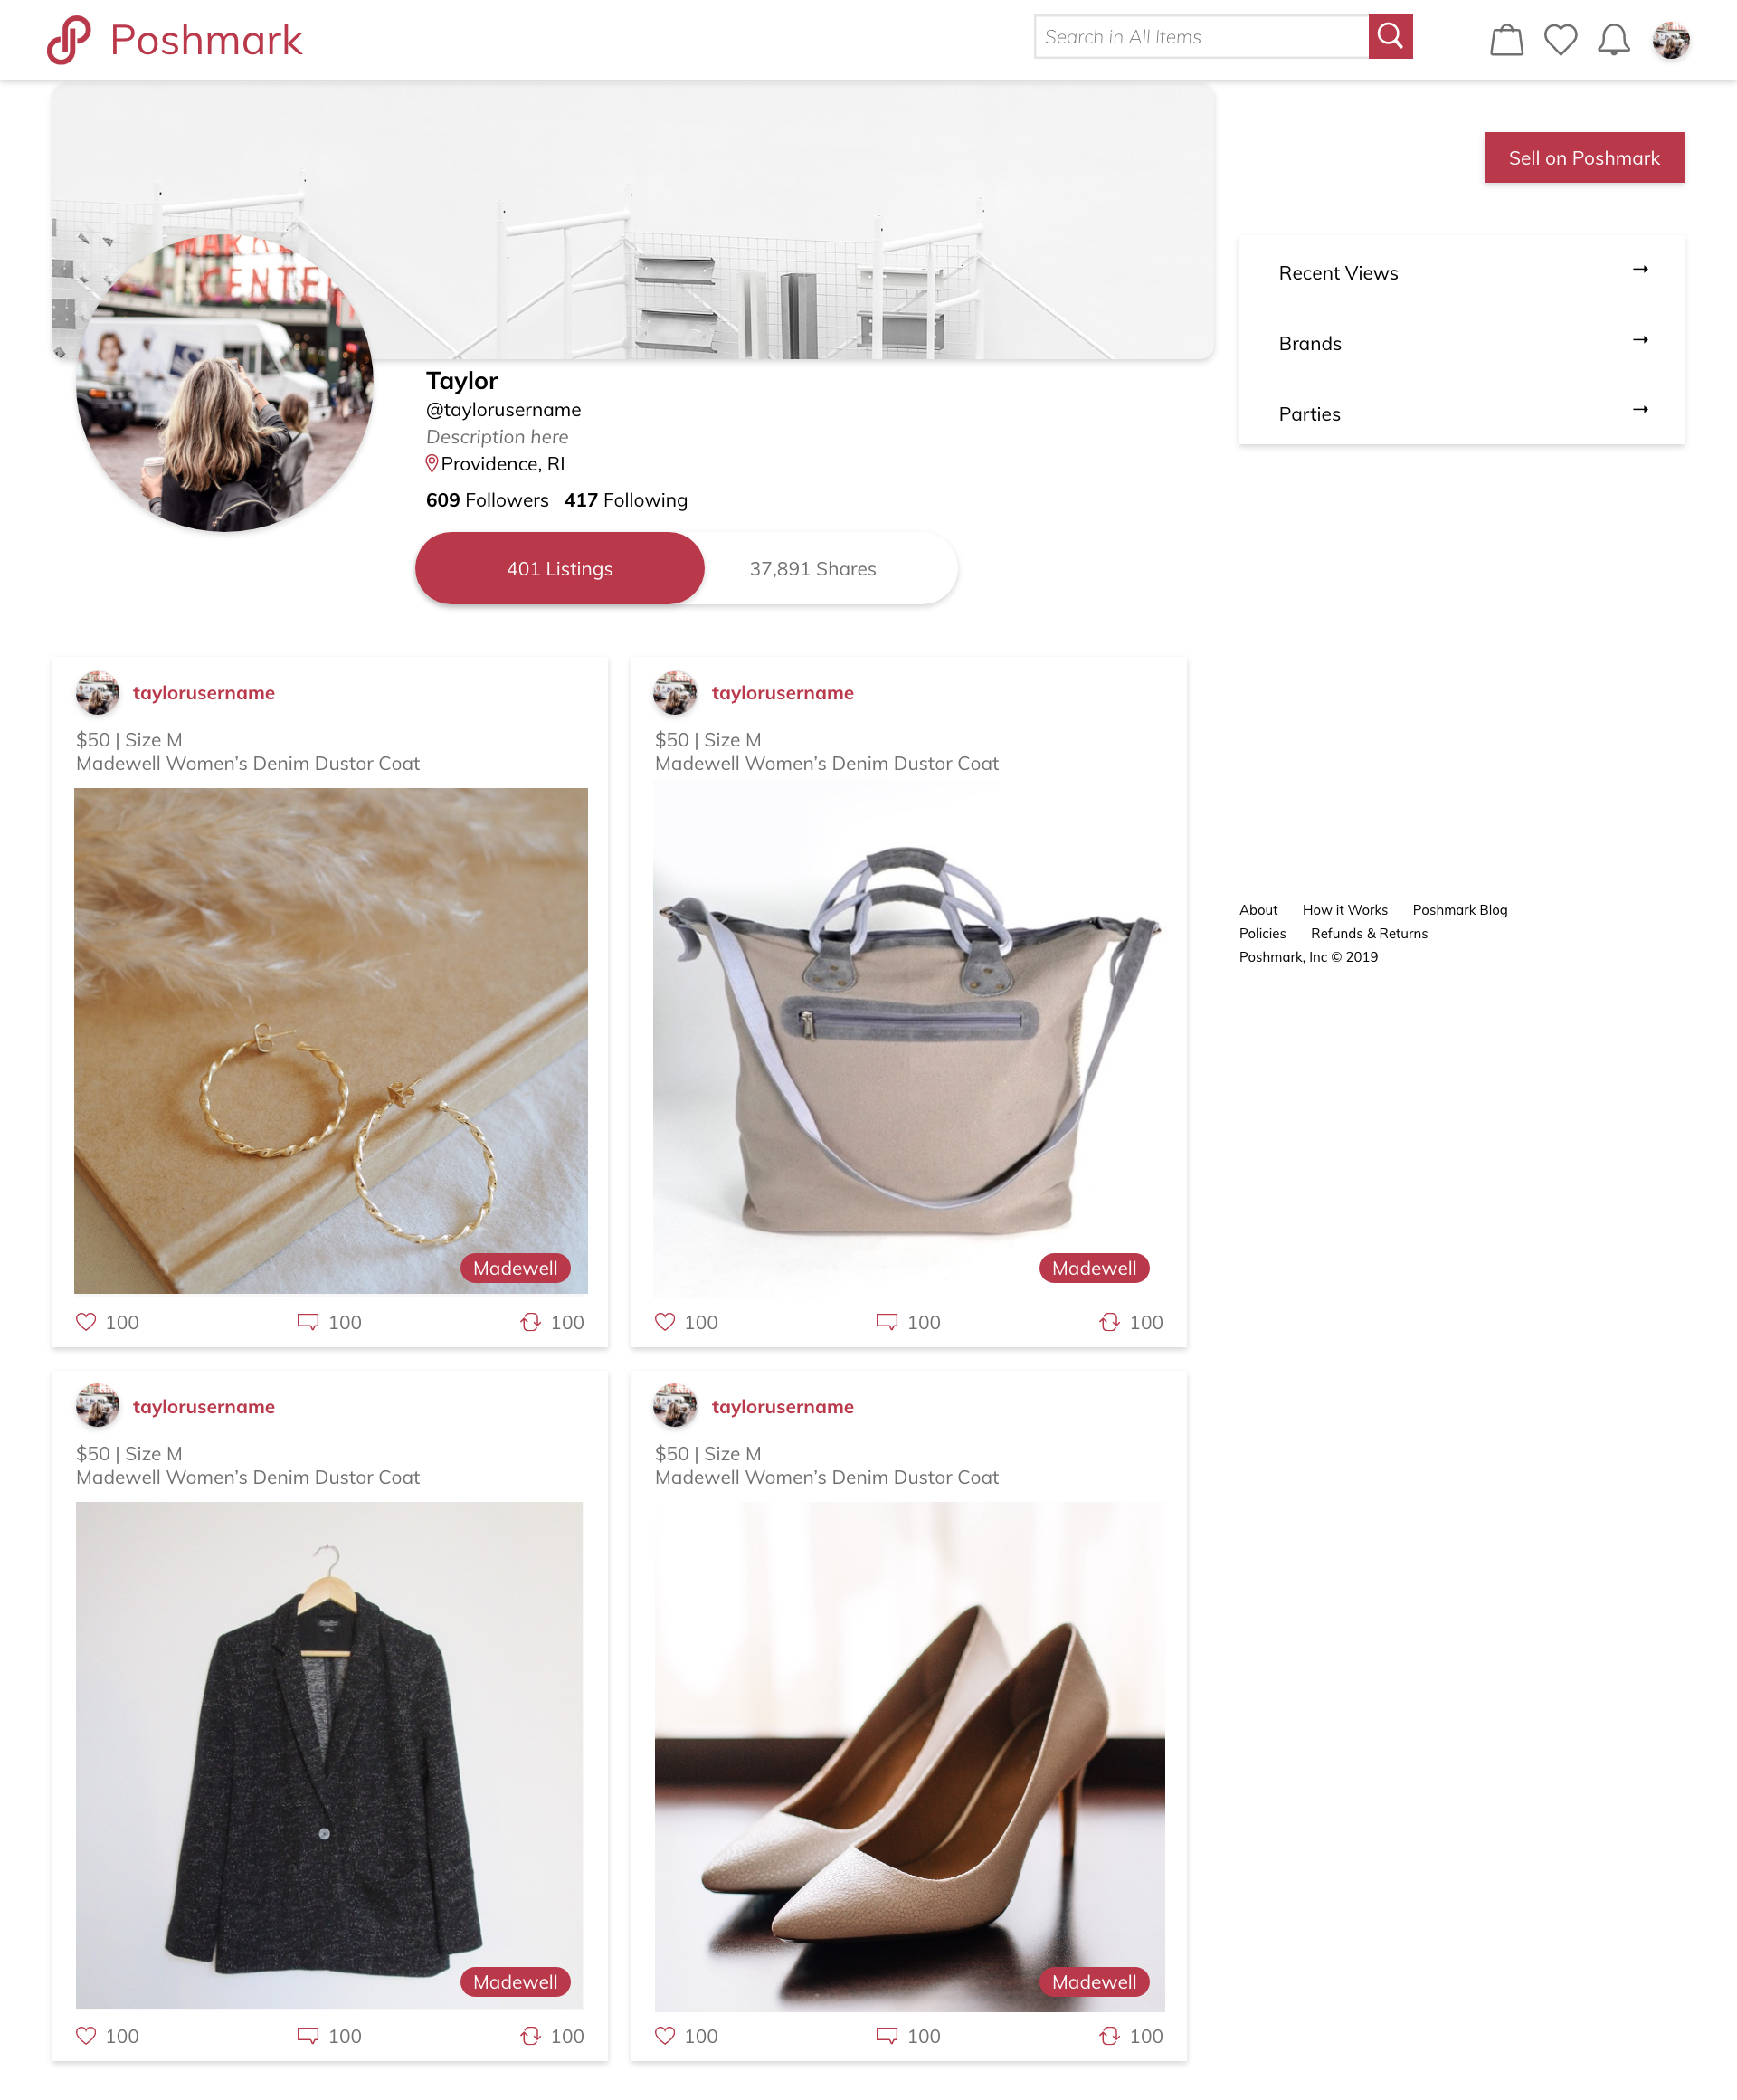 Poshmark
Search in All Items
Sell on Poshmark
MARK
CENTE
Recent Views
Brands
Parties
Taylor
@taylorusername
Description here
Providence, RI
609 Followers 417 Following
401 Listings 37,891 Shares
taylorusername
$50 | Size M
Madewell Women’s Denim Dustor Coat
Madewell
100 100 100
taylorusername
$50 | Size M
Madewell Women’s Denim Dustor Coat
Madewell
100 100 100
About How it Works Poshmark Blog
Policies Refunds & Returns
Poshmark, Inc © 2019
taylorusername
$50 | Size M
Madewell Women’s Denim Dustor Coat
Madewell
100 100 100
taylorusername
$50 | Size M
Madewell Women’s Denim Dustor Coat
Madewell
100 100 100